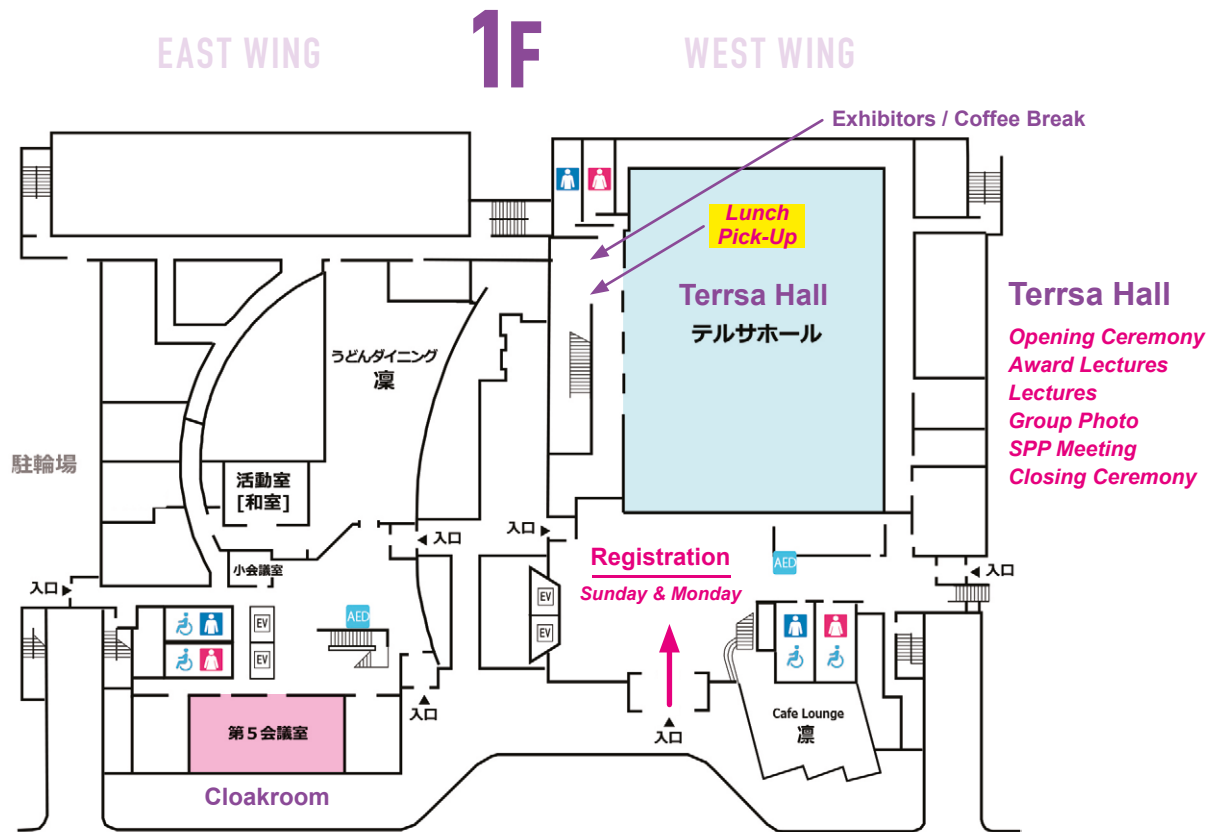 EAST WING
1F
WEST WING
Exhibitors / Coffee Break
Lunch
Pick-Up
Terrsa Hall
テルサホール
Terrsa Hall
Opening Ceremony
Award Lectures
Lectures
Group Photo
SPP Meeting
Closing Ceremony
うどんダイニング
凜
駐輪場
活動室
[和室]
入口
入口
小会議室
Registration
Sunday & Monday
AED
入口
入口
EV
EV
AED
EV
EV
第5会議室
入口
入口
Cafe Lounge
凛
Cloakroom